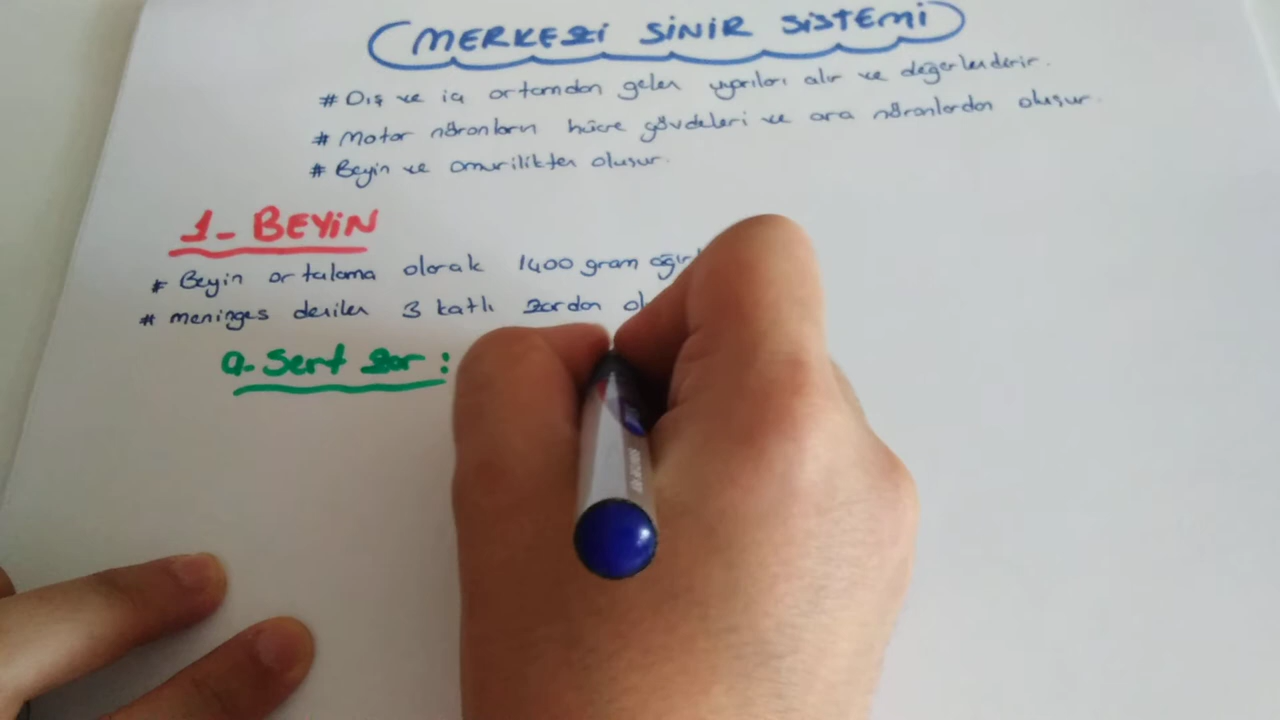 MERKEZİ SİNİR SİSTEMİ
# Dış ve iç ortamdan gelen uyarıları alır ve değerlendirir.
# Motor nöronların hücre gövdeleri ve ara nöronlardan oluşur.
# Beyin ve omurilikten oluşur.
1- BEYİN
# Beyin ortalama olarak 1400 gram
# meninges denilen 3 katlı zardan
a- Sert zar :